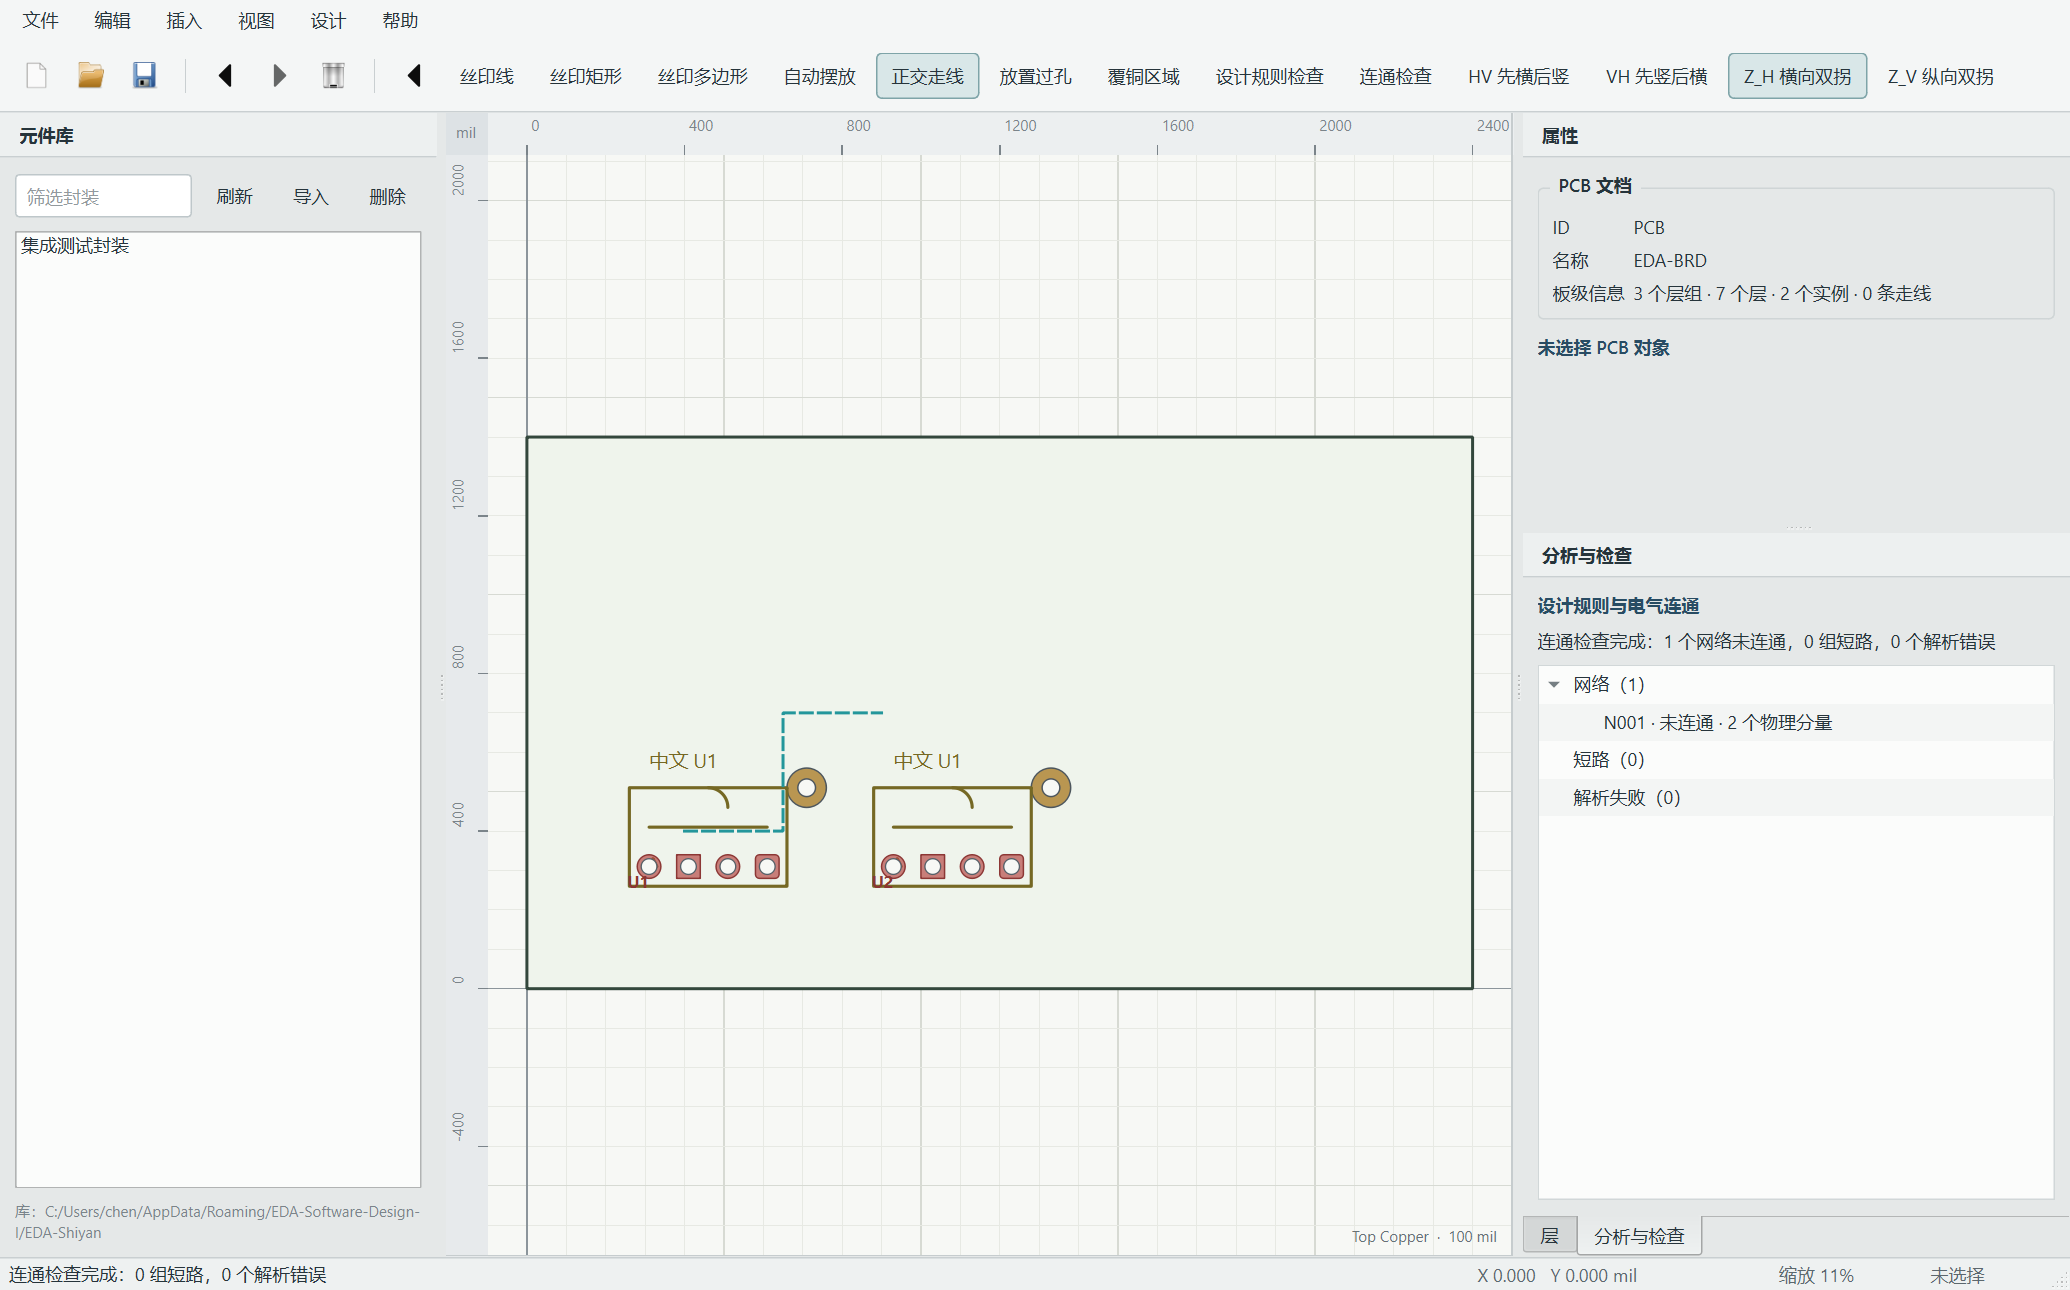 文件 编辑 插入 视图 设计 帮助
丝印线 丝印矩形 丝印多边形 自动摆放 正交走线 放置过孔 覆铜区域 设计规则检查 连通检查 HV 先横后竖 VH 先竖后横 Z_H 横向双拐 Z_V 纵向双拐
元件库
筛选封装 刷新 导入 删除
集成测试封装
库：C:/Users/chen/AppData/Roaming/EDA-Software-Design-
I/EDA-Shiyan
mil 0 400 800 1200 1600 2000 2400
2000
1600
1200
800
400
0
-400
中文 U1 中文 U1
U1 U2
Top Copper · 100 mil
属性
PCB 文档
ID PCB
名称 EDA-BRD
板级信息 3 个层组 · 7 个层 · 2 个实例 · 0 条走线
未选择 PCB 对象
分析与检查
设计规则与电气连通
连通检查完成：1 个网络未连通，0 组短路，0 个解析错误
网络（1）
N001 · 未连通 · 2 个物理分量
短路（0）
解析失败（0）
层 分析与检查
连通检查完成：0 组短路，0 个解析错误 X 0.000 Y 0.000 mil 缩放 11% 未选择